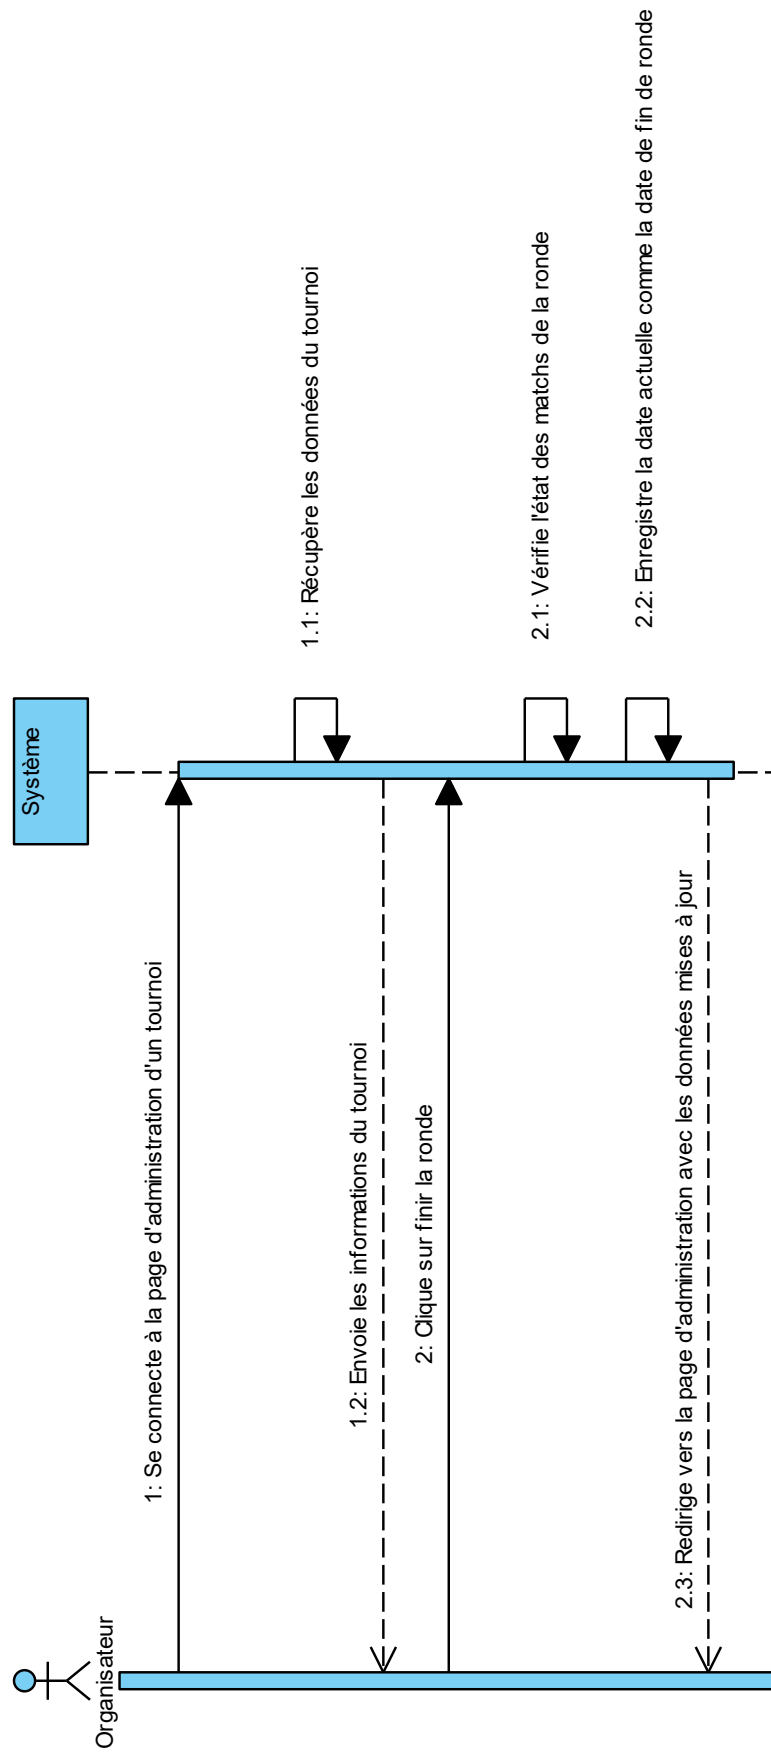 Organisateur
Système
1: Se connecte à la page d'administration d'un tournoi
1.1: Récupère les données du tournoi
1.2: Envoie les informations du tournoi
2: Clique sur finir la ronde
2.1: Vérifie l'état des matchs de la ronde
2.2: Enregistre la date actuelle comme la date de fin de ronde
2.3: Redirige vers la page d'administration avec les données mises à jour